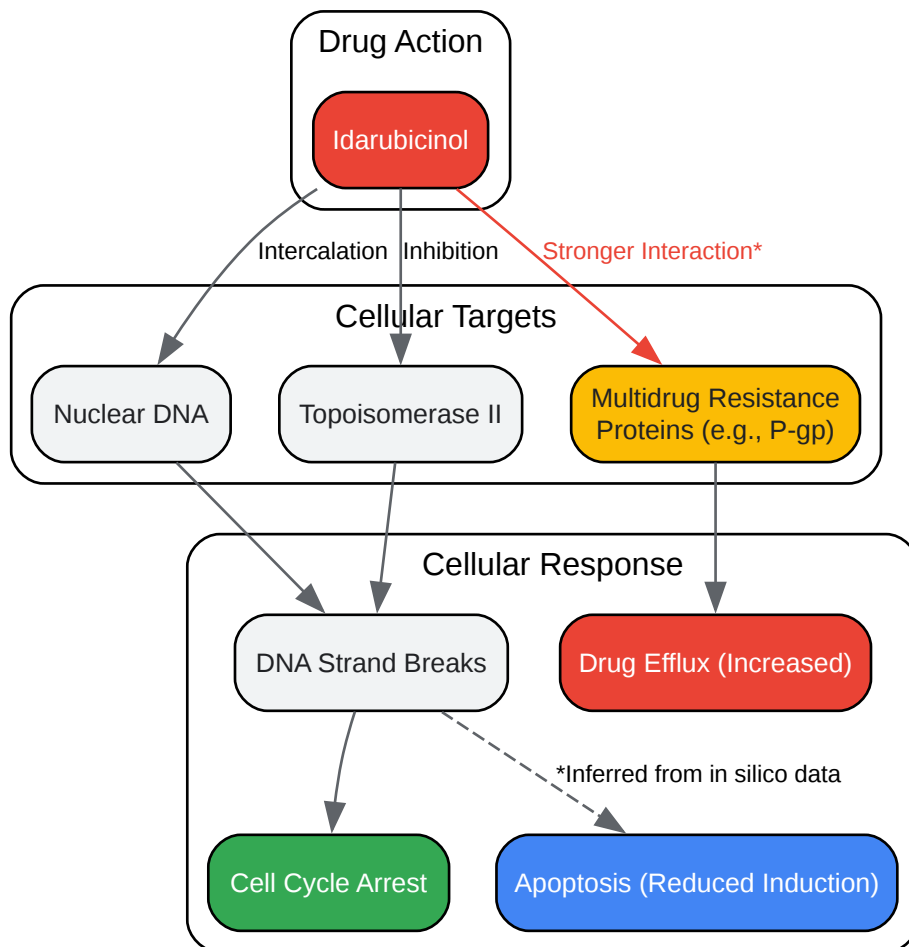 Drug Action
Idarubicinol
Intercalation
Inhibition
Stronger Interaction*
Cellular Targets
Nuclear DNA
Topoisomerase II
Multidrug Resistance
Proteins (e.g., P-gp)
Cellular Response
DNA Strand Breaks
Drug Efflux (Increased)
*Inferred from in silico data
Cell Cycle Arrest
Apoptosis (Reduced Induction)